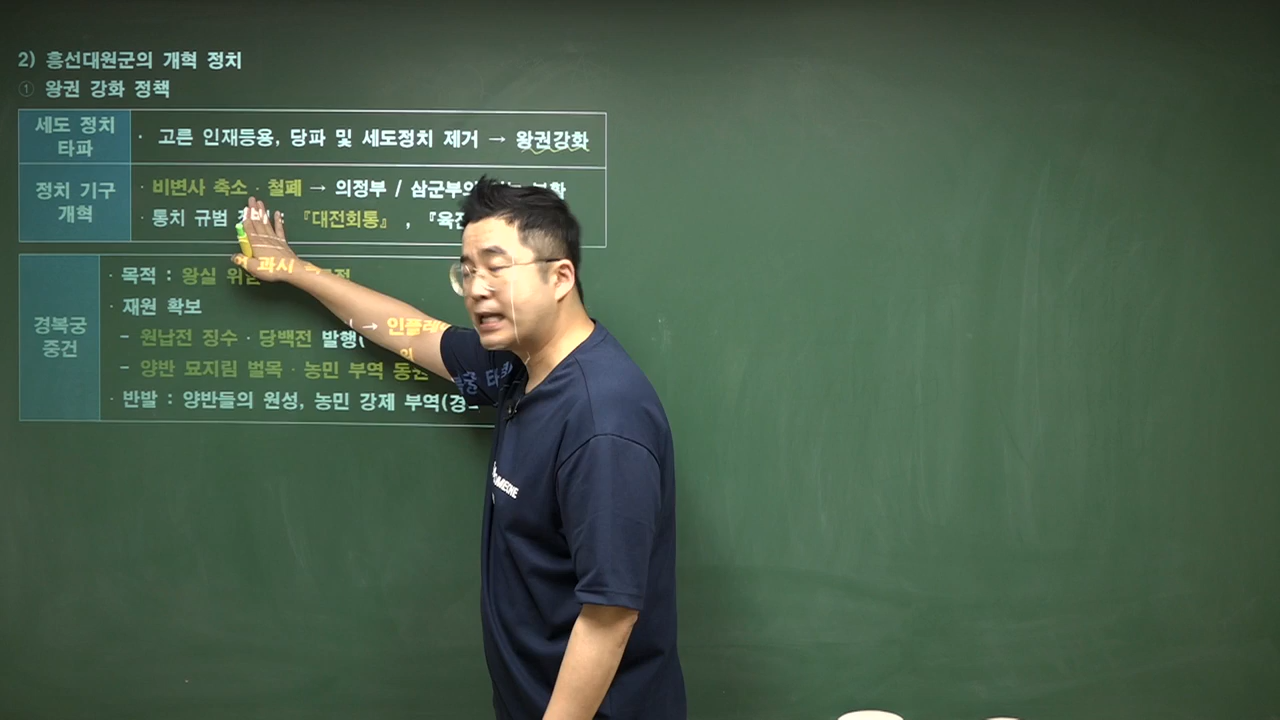 2) 흥선대원군의 개혁 정치
① 왕권 강화 정책
세도 정치
타파
· 고른 인재등용, 당파 및 세도정치 제거 → 왕권강화
정치 기구
개혁
· 비변사 축소 · 철폐 → 의정부 / 삼군부의
· 통치 규범 : 『대전회통』 ,
경복궁
중건
· 목적 : 왕실 과시
· 재원 확보
- 원납전 징수 · 당백전 발행( → 인플레
- 양반 묘지림 벌목 · 농민 부역 동원
· 반발 : 양반들의 원성, 농민 강제 부역(경